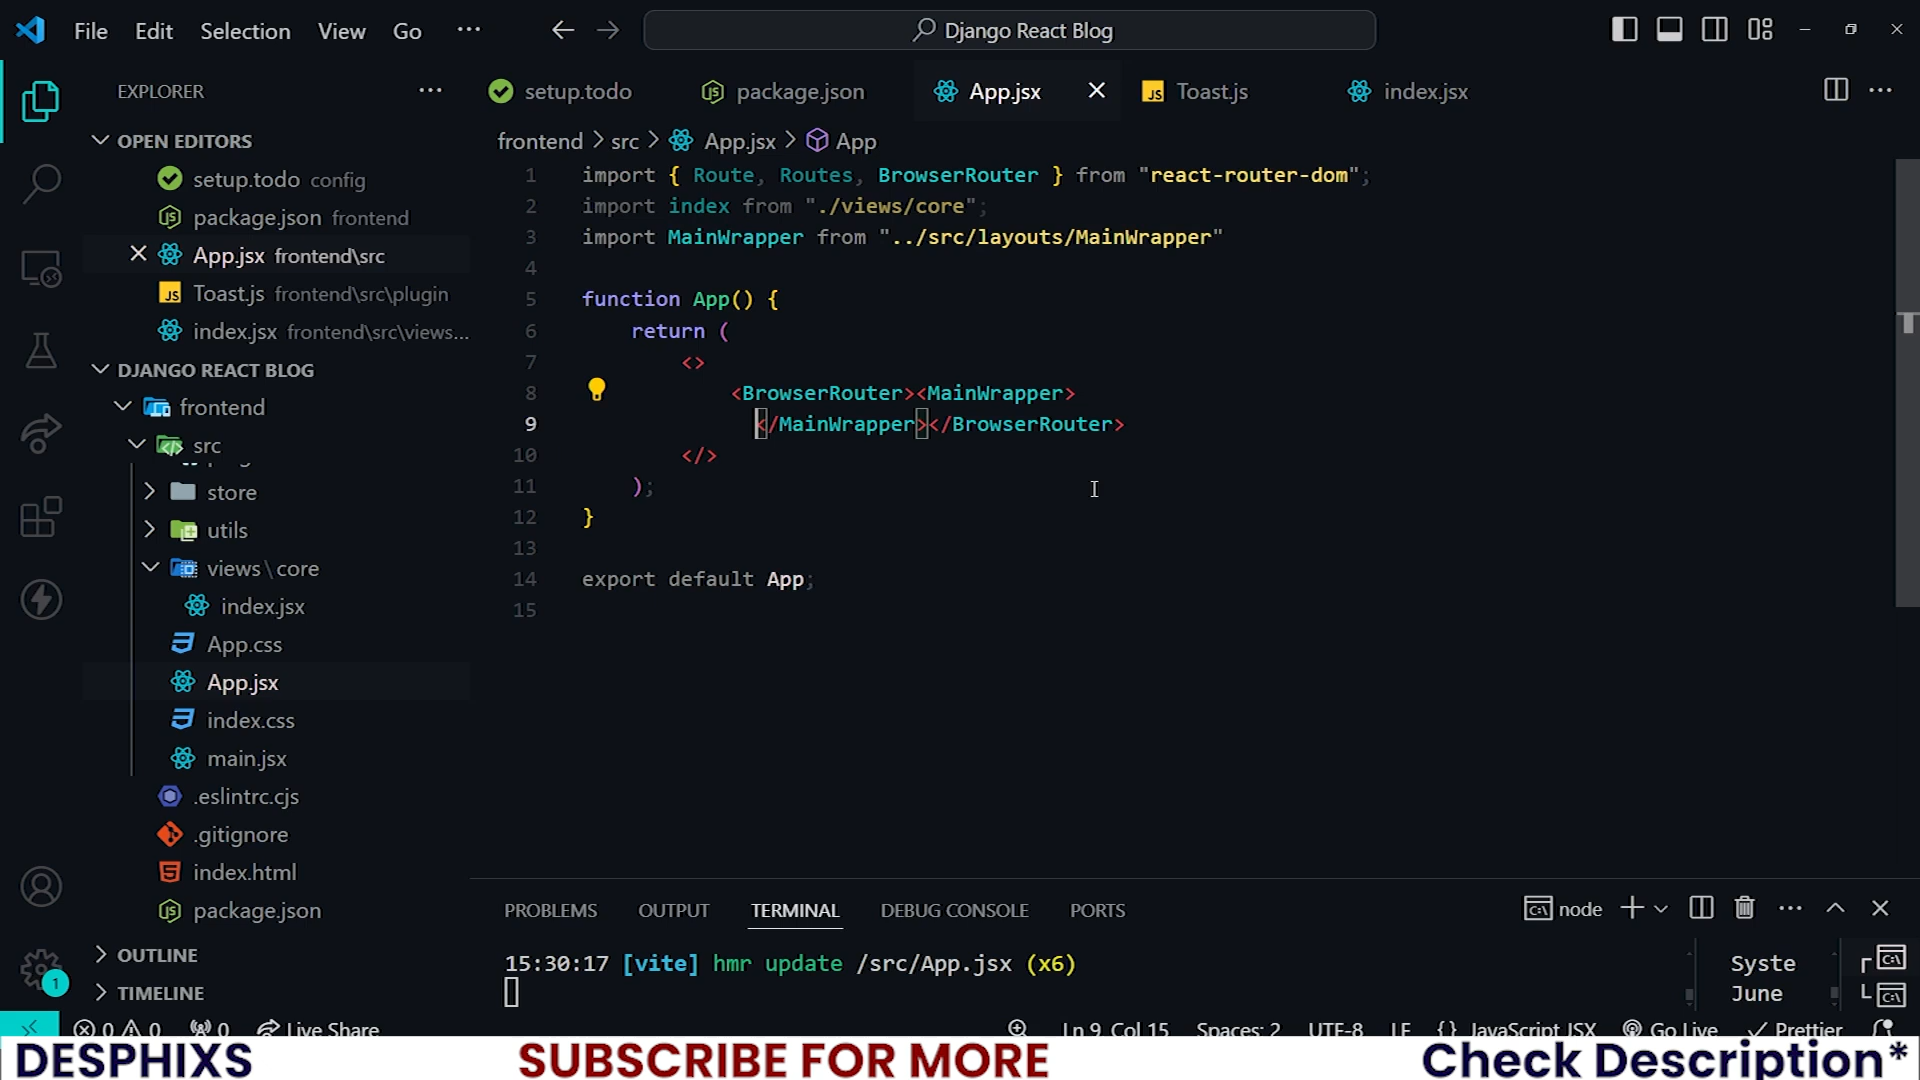 File Edit Selection View Go ··· Django React Blog
EXPLORER ···
OPEN EDITORS
setup.todo config
package.json frontend
App.jsx frontend\src
Toast.js frontend\src\plugin
index.jsx frontend\src\views...
DJANGO REACT BLOG
frontend
src
store
utils
views\core
index.jsx
App.css
App.jsx
index.css
main.jsx
.eslintrc.cjs
.gitignore
index.html
package.json
OUTLINE
TIMELINE
setup.todo package.json App.jsx Toast.js index.jsx
frontend > src > App.jsx > App
1 import { Route, Routes, BrowserRouter } from "react-router-dom";
2 import index from "./views/core";
3 import MainWrapper from "../src/layouts/MainWrapper"
4
5 function App() {
6 return (
7 <>
8 <BrowserRouter><MainWrapper>
9 </MainWrapper></BrowserRouter>
10 </>
11 );
12 }
13
14 export default App;
15
PROBLEMS OUTPUT TERMINAL DEBUG CONSOLE PORTS node
15:30:17 [vite] hmr update /src/App.jsx (x6)
Syste
June
1
0 0 0 Live Share Ln 9, Col 15 Spaces: 2 UTF-8 LF {} JavaScript JSX Go Live Prettier
DESPHIXS SUBSCRIBE FOR MORE Check Description*